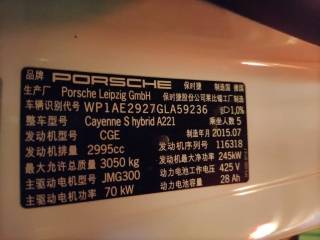 品牌 PORSCHE 保时捷 制造国 德国
生产厂 Porsche Leipzig GmbH 保时捷股份公司莱比锡工厂制造
车辆识别代号 WP1AE2927GLA59236 ≤1.0%
整车型号 Cayenne S hybrid A221 乘坐人数 5
发动机型号 CGE 制造年月 2015.07
发动机排量 2995cc 发动机序列号 116318
最大允许总质量 3050 kg 发动机最大净功率 245kW
主驱动电机型号 JMG300 动力电池工作电压 425 V
主驱动电机功率 70 kW 动力电池容量 28 Ah